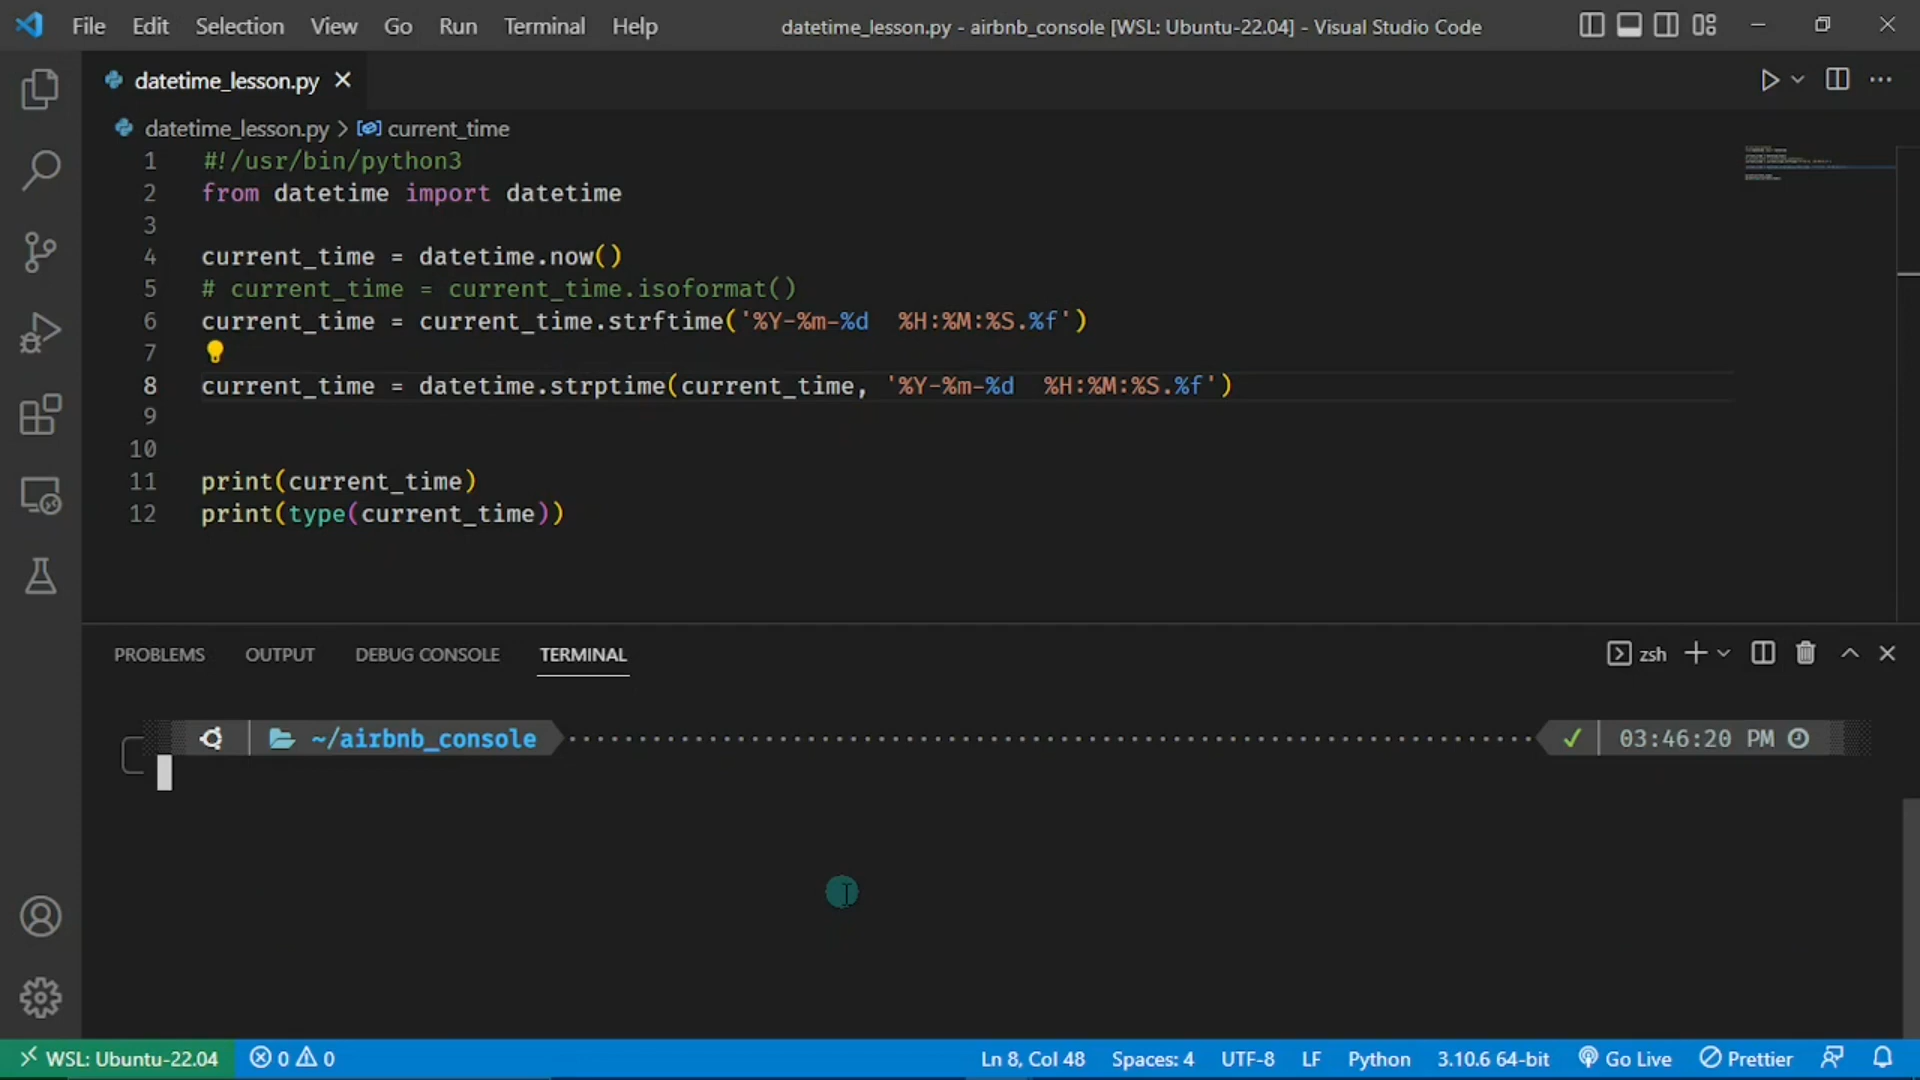 File Edit Selection View Go Run Terminal Help datetime_lesson.py - airbnb_console [WSL: Ubuntu-22.04] - Visual Studio Code
datetime_lesson.py
datetime_lesson.py > current_time
1 #!/usr/bin/python3
2 from datetime import datetime
3
4 current_time = datetime.now()
5 # current_time = current_time.isoformat()
6 current_time = current_time.strftime('%Y-%m-%d  %H:%M:%S.%f')
7
8 current_time = datetime.strptime(current_time, '%Y-%m-%d  %H:%M:%S.%f')
9
10
11 print(current_time)
12 print(type(current_time))
PROBLEMS OUTPUT DEBUG CONSOLE TERMINAL zsh
~/airbnb_console 03:46:20 PM
WSL: Ubuntu-22.04 0 0 Ln 8, Col 48 Spaces: 4 UTF-8 LF Python 3.10.6 64-bit Go Live Prettier